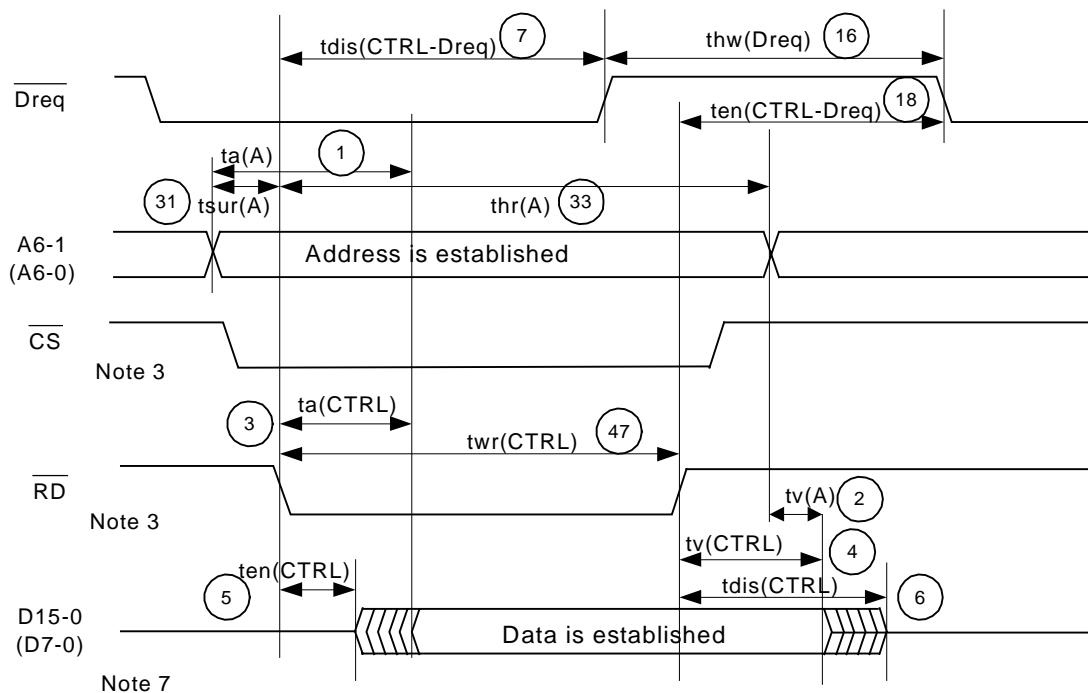 tdis(CTRL-Dreq) 7
thw(Dreq) 16
Dreq
ten(CTRL-Dreq) 18
ta(A) 1
31 tsur(A)
thr(A) 33
A6-1
(A6-0)
Address is established
CS
Note 3
3 ta(CTRL)
twr(CTRL) 47
RD
Note 3
tv(A) 2
tv(CTRL) 4
5 ten(CTRL)
tdis(CTRL) 6
D15-0
(D7-0)
Data is established
Note 7